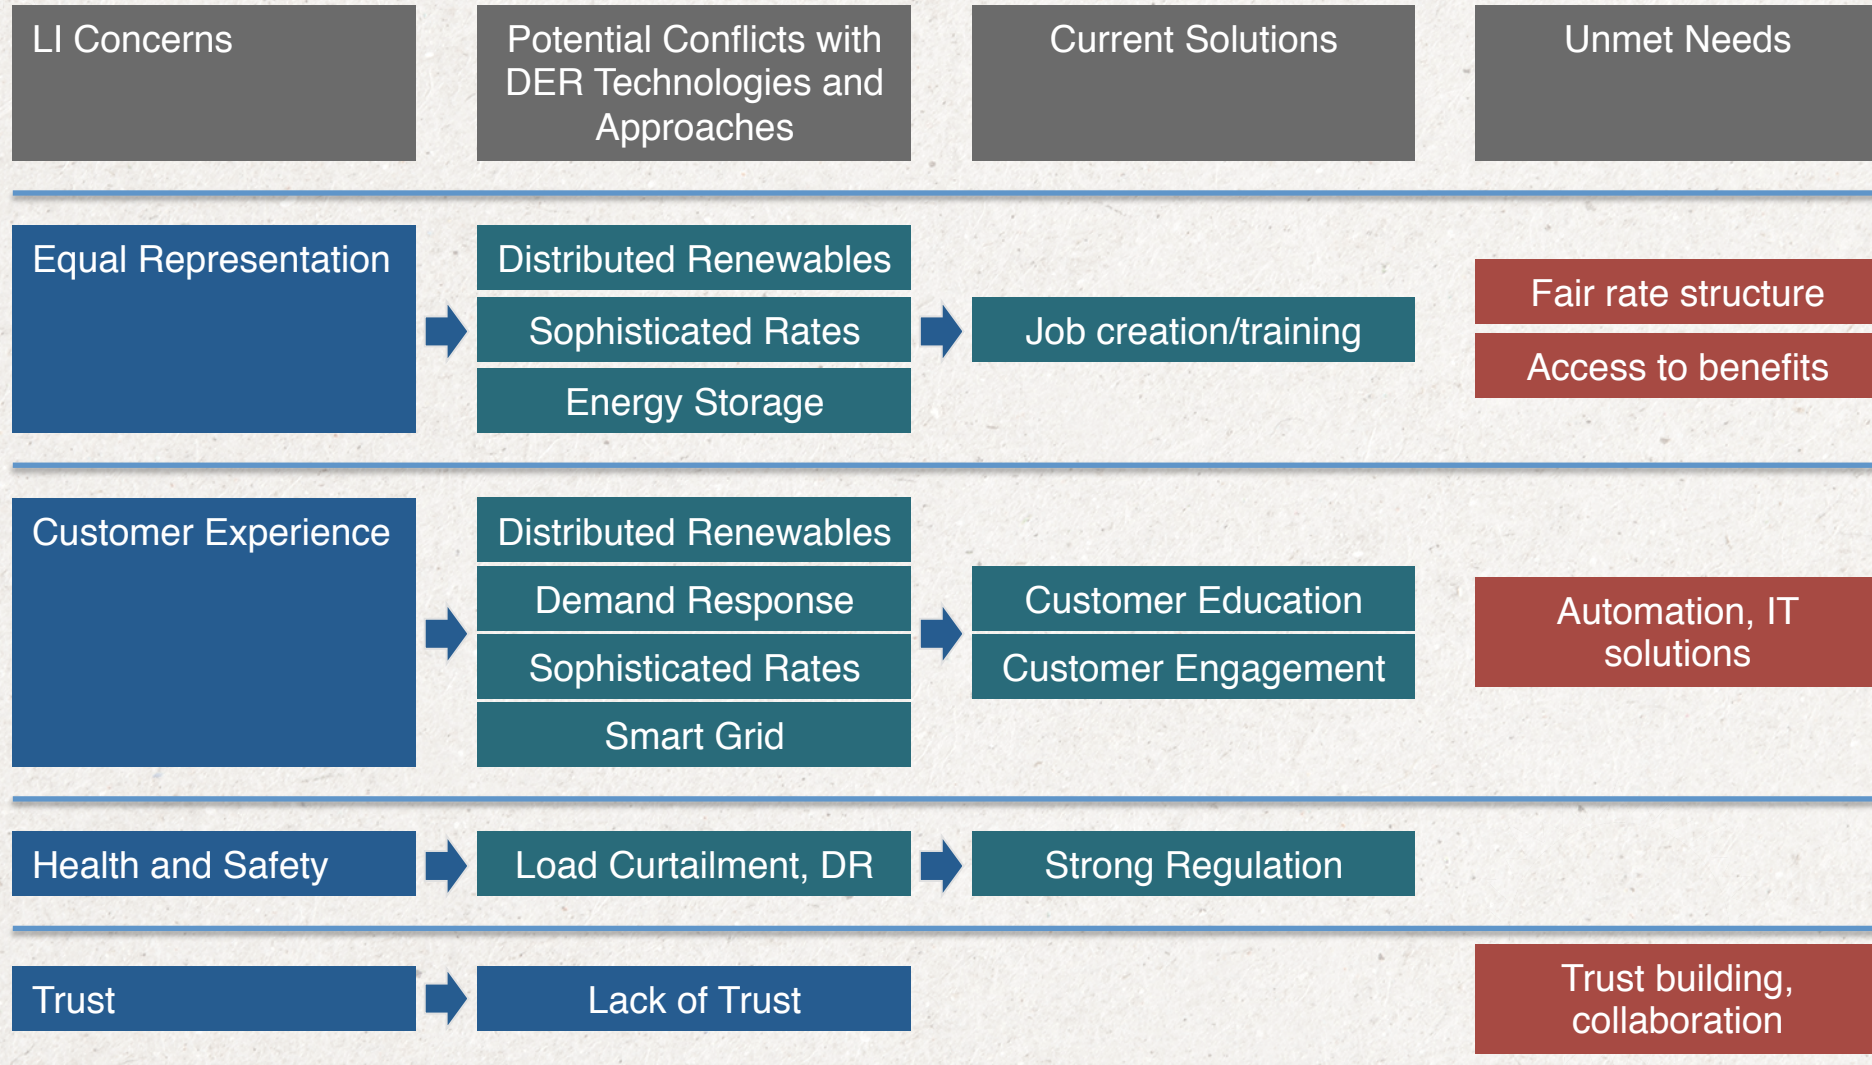 LI Concerns
Potential Conflicts with
DER Technologies and
Approaches
Current Solutions
Unmet Needs
Equal Representation
Distributed Renewables
Sophisticated Rates
Energy Storage
Job creation/training
Fair rate structure
Access to benefits
Customer Experience
Distributed Renewables
Demand Response
Sophisticated Rates
Smart Grid
Customer Education
Customer Engagement
Automation, IT
solutions
Health and Safety
Load Curtailment, DR
Strong Regulation
Trust
Lack of Trust
Trust building,
collaboration